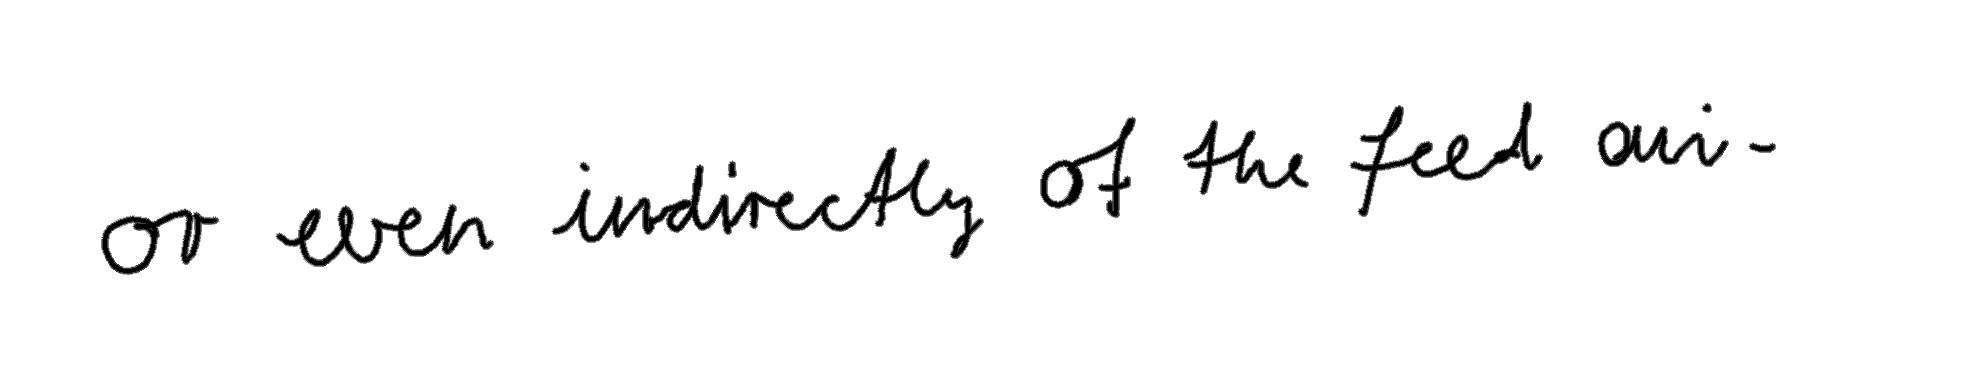 or even indirectly of the feed ani-